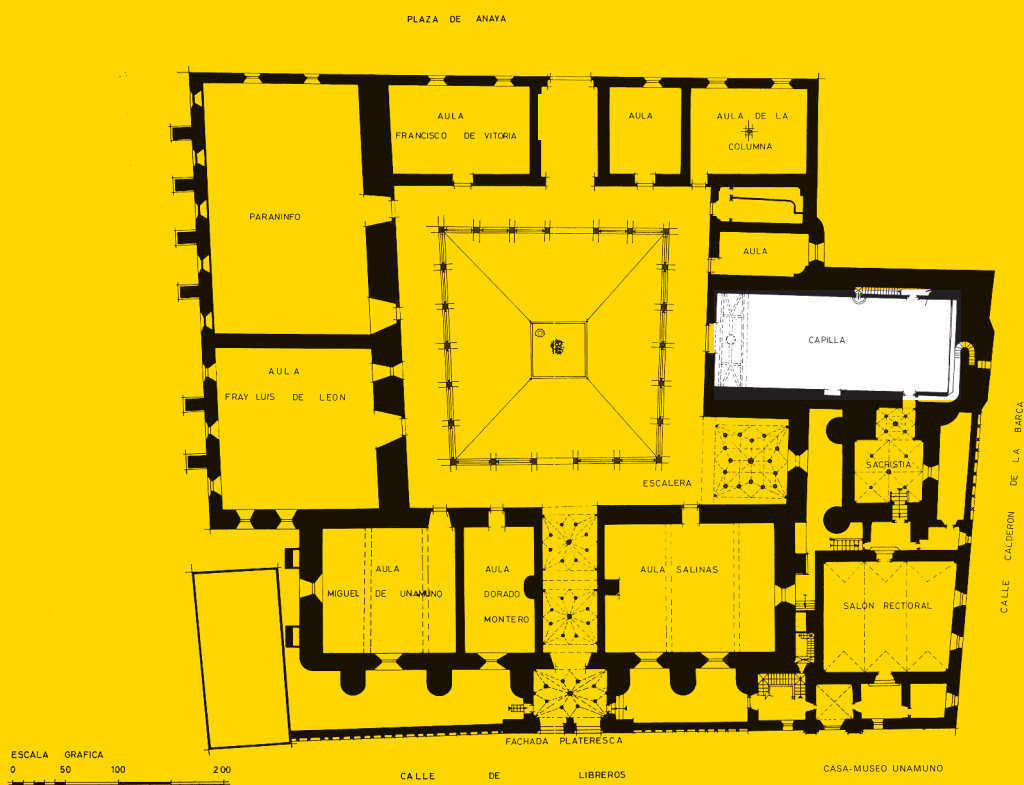 PLAZA DE ANAYA
AULA
FRANCISCO DE VITORIA
AULA
AULA DE LA
COLUMNA
PARANINFO
AULA
CAPILLA
AULA
FRAY LUIS DE LEON
CALLE CALDERON DE LA BARCA
SACRISTIA
ESCALERA
AULA
MIGUEL DE UNAMUNO
AULA
DORADO
MONTERO
AULA SALINAS
SALON RECTORAL
FACHADA PLATERESCA
ESCALA GRAFICA
0 50 100 200
CALLE DE LIBREROS
CASA-MUSEO UNAMUNO